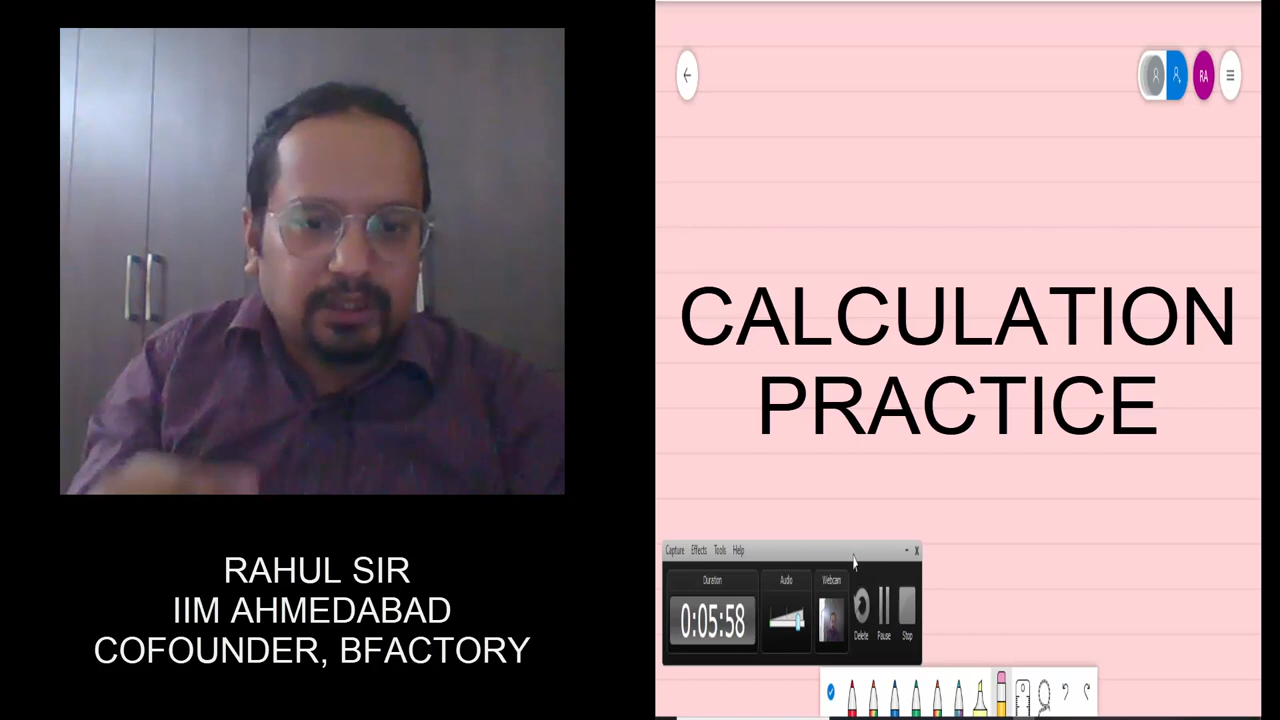 RAHUL SIR
IIM AHMEDABAD
COFOUNDER, BFACTORY
RA
CALCULATION
PRACTICE
Capture Effects Tools Help
Duration Audio Webcam
0:05:58
Delete Pause Stop